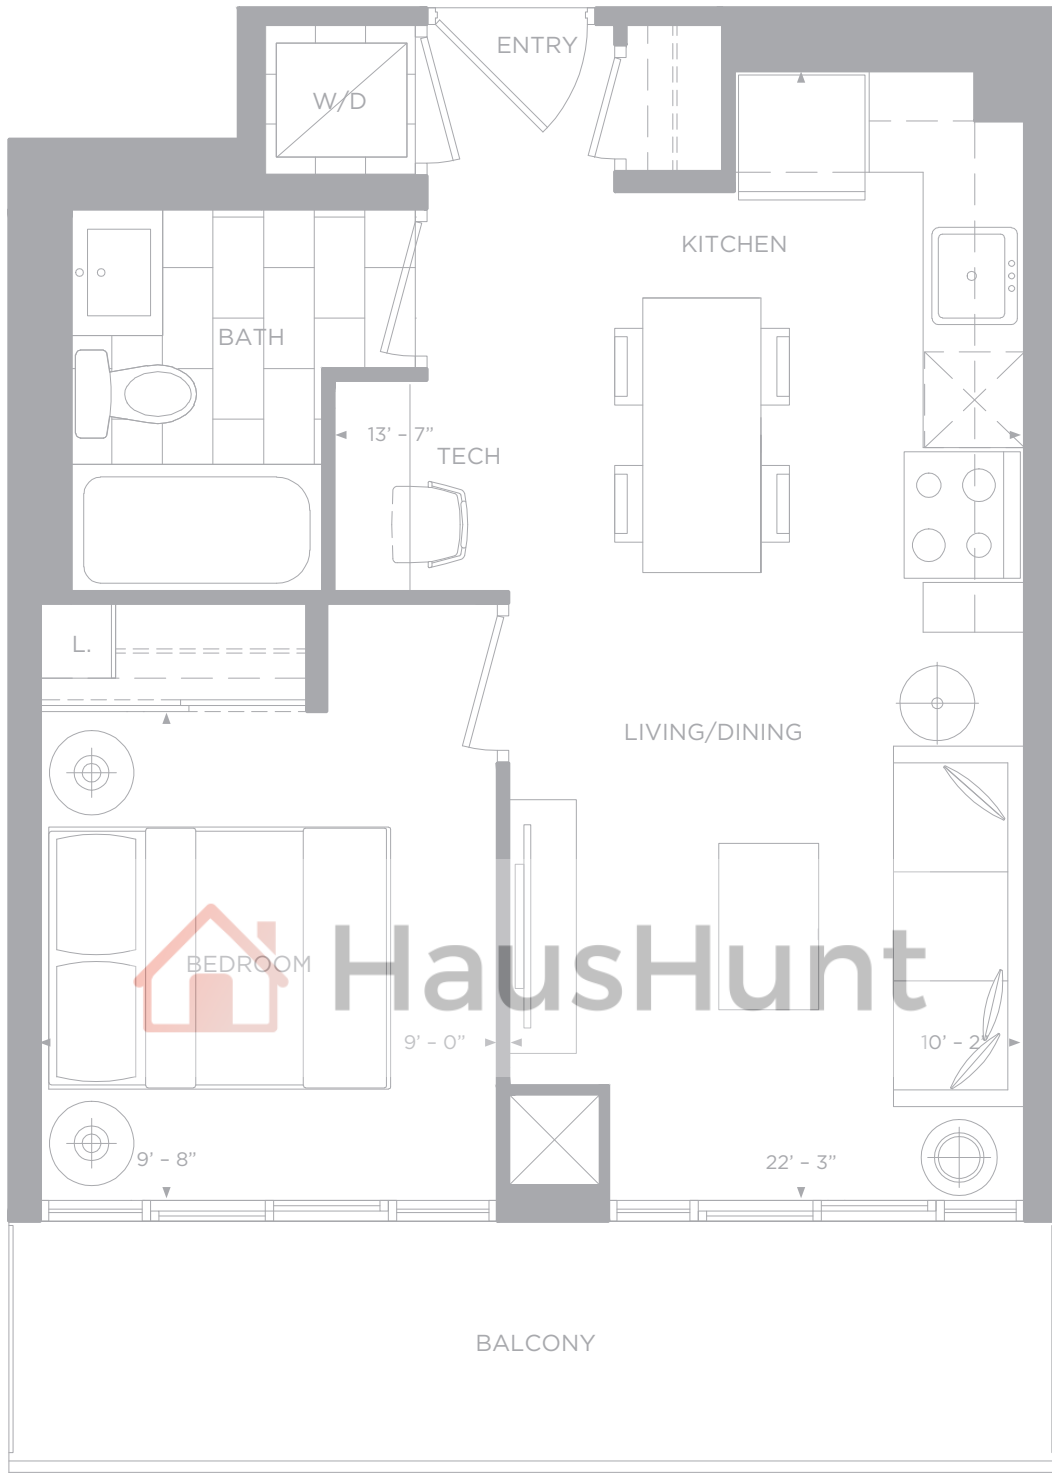 ENTRY
W/D
KITCHEN
BATH
13’ – 7”
TECH
L.
LIVING/DINING
BEDROOM
HausHunt
9’ – 0”
10’ – 2”
9’ – 8”
22’ – 3”
BALCONY